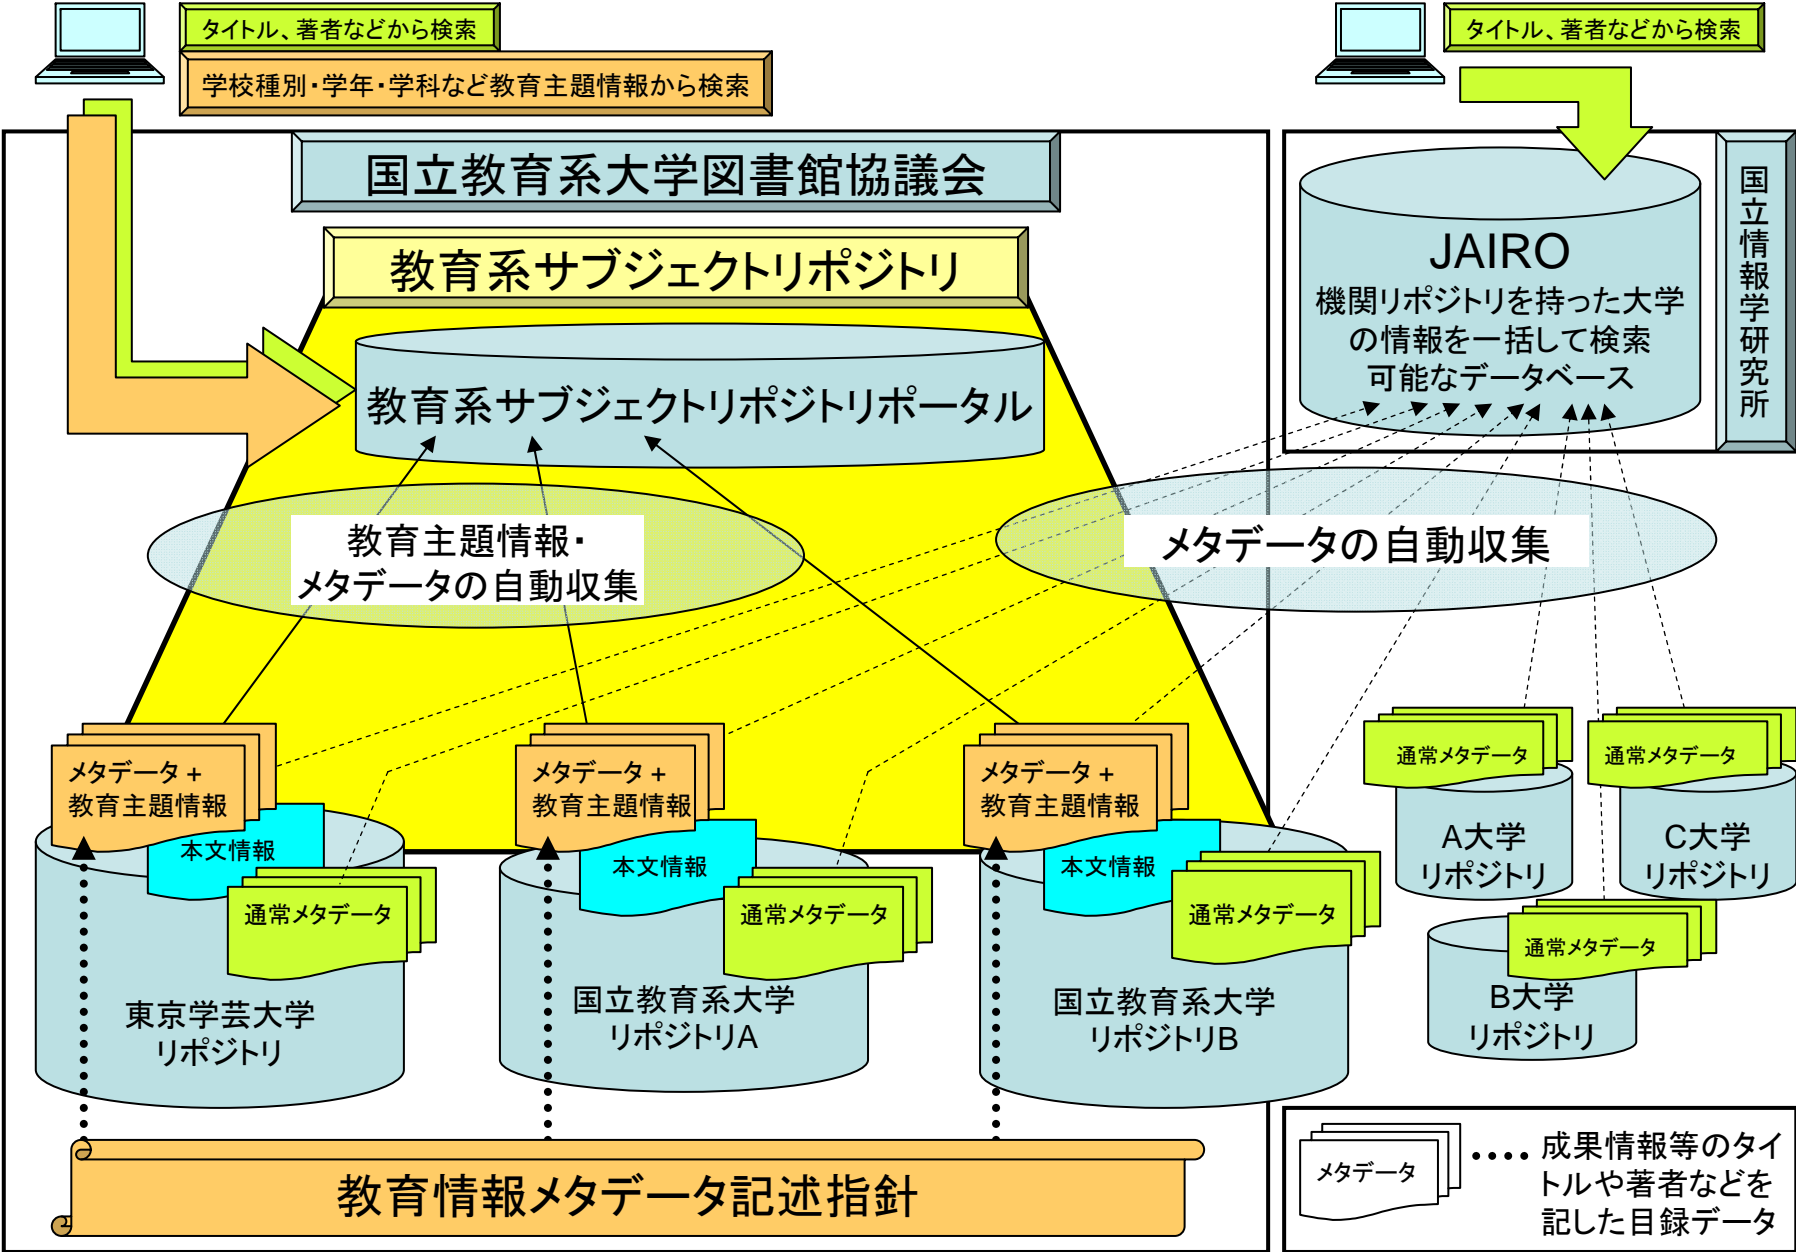 タイトル、著者などから検索
学校種別・学年・学科など教育主題情報から検索
タイトル、著者などから検索
国立教育系大学図書館協議会
教育系サブジェクトリポジトリ
教育系サブジェクトリポジトリポータル
JAIRO
機関リポジトリを持った大学
の情報を一括して検索
可能なデータベース
国立情報学研究所
教育主題情報・
メタデータの自動収集
メタデータの自動収集
メタデータ +
教育主題情報
本文情報
通常メタデータ
東京学芸大学
リポジトリ
メタデータ +
教育主題情報
本文情報
通常メタデータ
国立教育系大学
リポジトリA
メタデータ +
教育主題情報
本文情報
通常メタデータ
国立教育系大学
リポジトリB
通常メタデータ
A大学
リポジトリ
通常メタデータ
C大学
リポジトリ
通常メタデータ
B大学
リポジトリ
教育情報メタデータ記述指針
メタデータ
‥‥ 成果情報等のタイ
トルや著者などを
記した目録データ